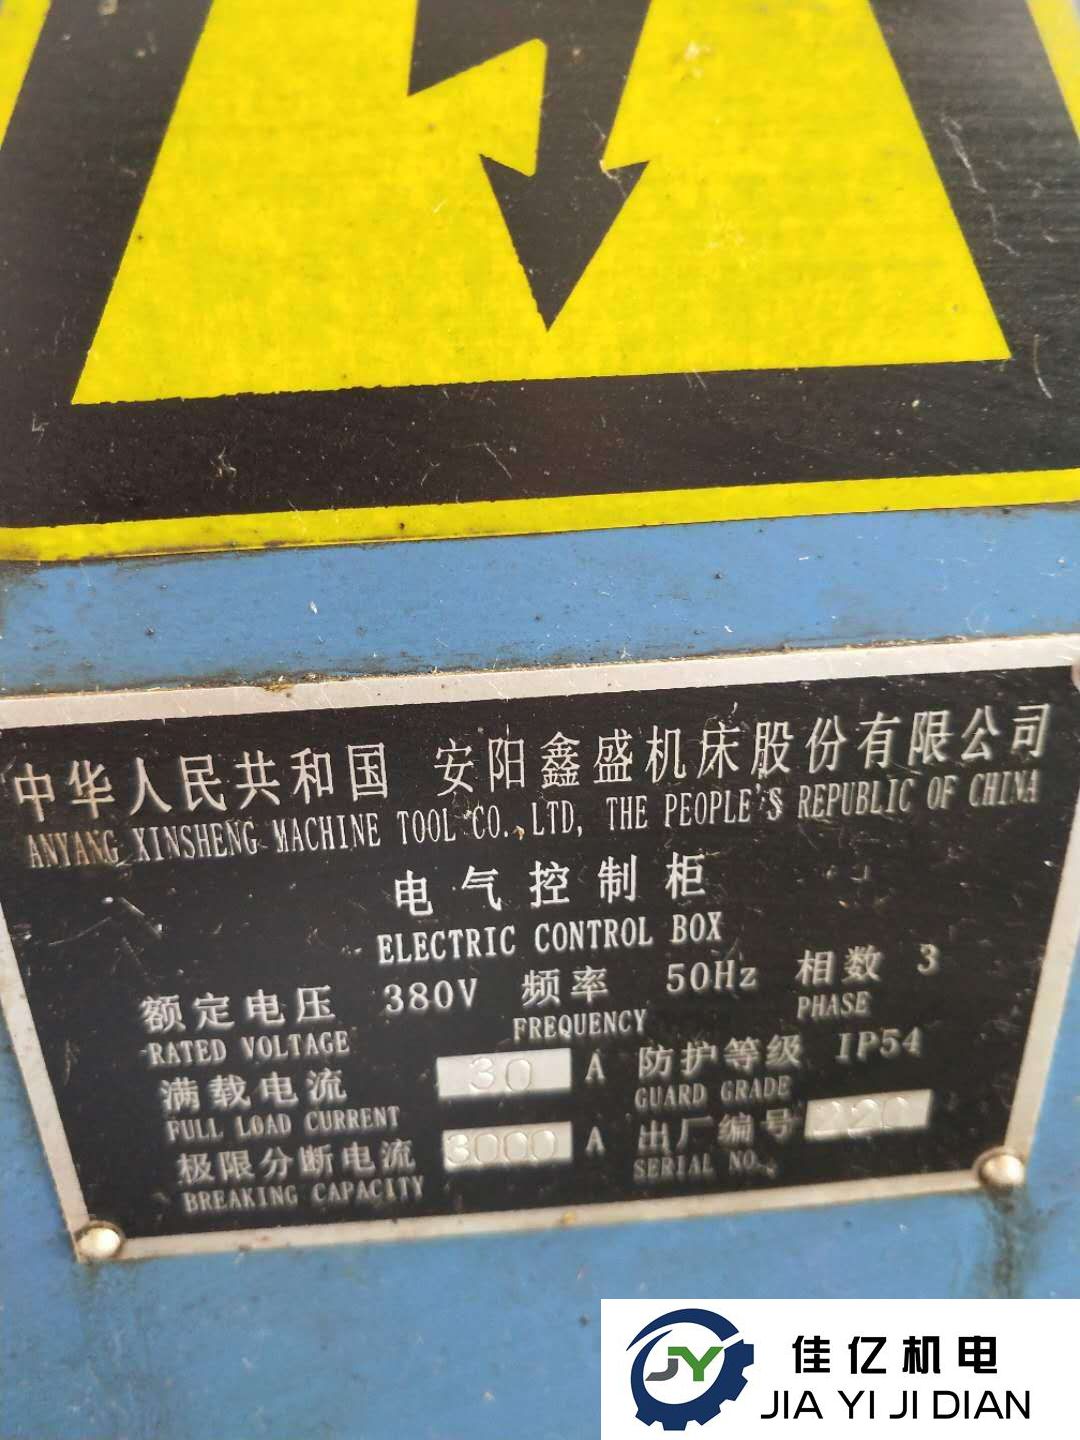 中华人民共和国 安阳鑫盛机床股份有限公司
ANYANG XINSHENG MACHINE TOOL CO., LTD, THE PEOPLE'S REPUBLIC OF CHINA
电气控制柜
ELECTRIC CONTROL BOX
额定电压 380V 频率 50Hz 相数 3
RATED VOLTAGE FREQUENCY PHASE
满载电流 30 A 防护等级 IP54
FULL LOAD CURRENT GUARD GRADE
极限分断电流 3000 A 出厂编号 220
BREAKING CAPACITY SERIAL NO.
JY
佳亿机电
JIA YI JI DIAN